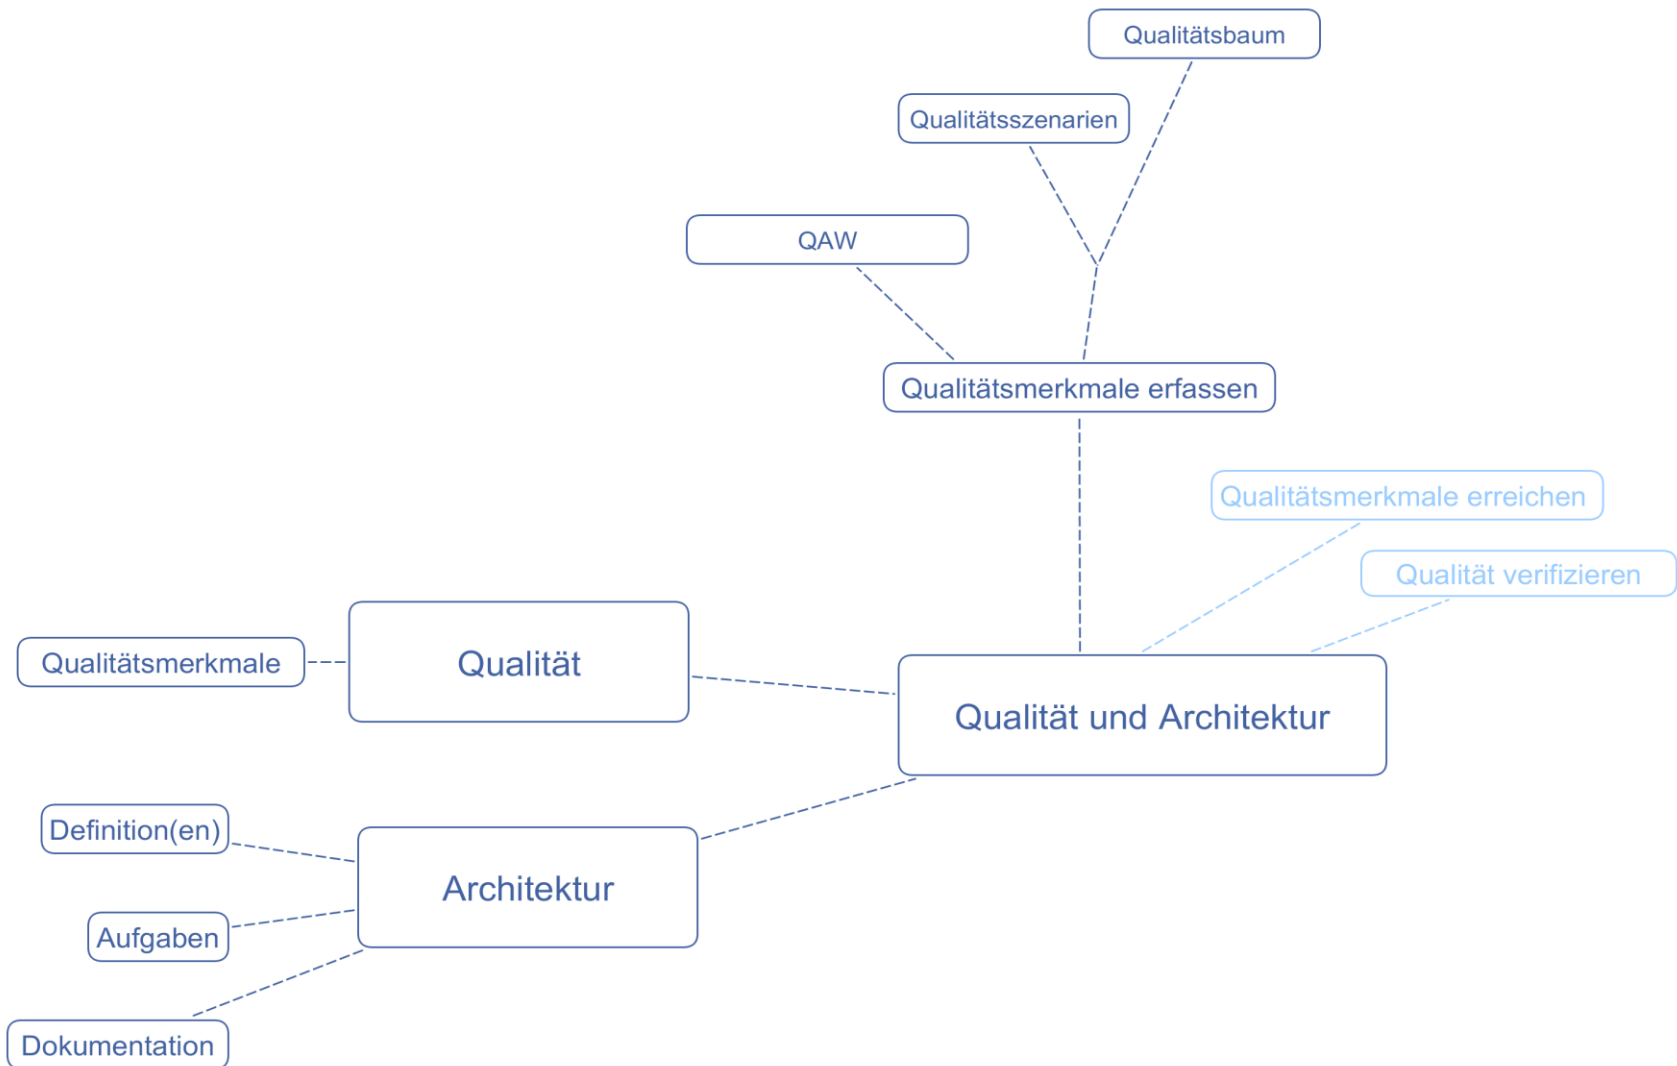 Qualitätsbaum
Qualitätsszenarien
QAW
Qualitätsmerkmale erfassen
Qualitätsmerkmale erreichen
Qualität verifizieren
Qualitätsmerkmale
Qualität
Qualität und Architektur
Definition(en)
Architektur
Aufgaben
Dokumentation